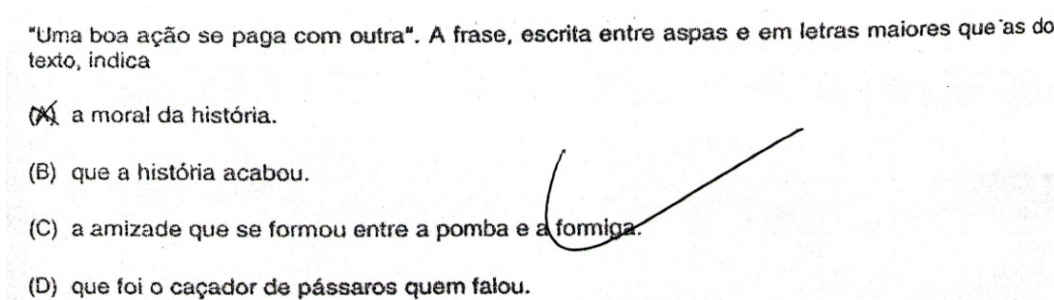 "Uma boa ação se paga com outra". A frase, escrita entre aspas e em letras maiores que as do
texto, indica
(A) a moral da história.
(B) que a história acabou.
(C) a amizade que se formou entre a pomba e a formiga.
(D) que foi o caçador de pássaros quem falou.